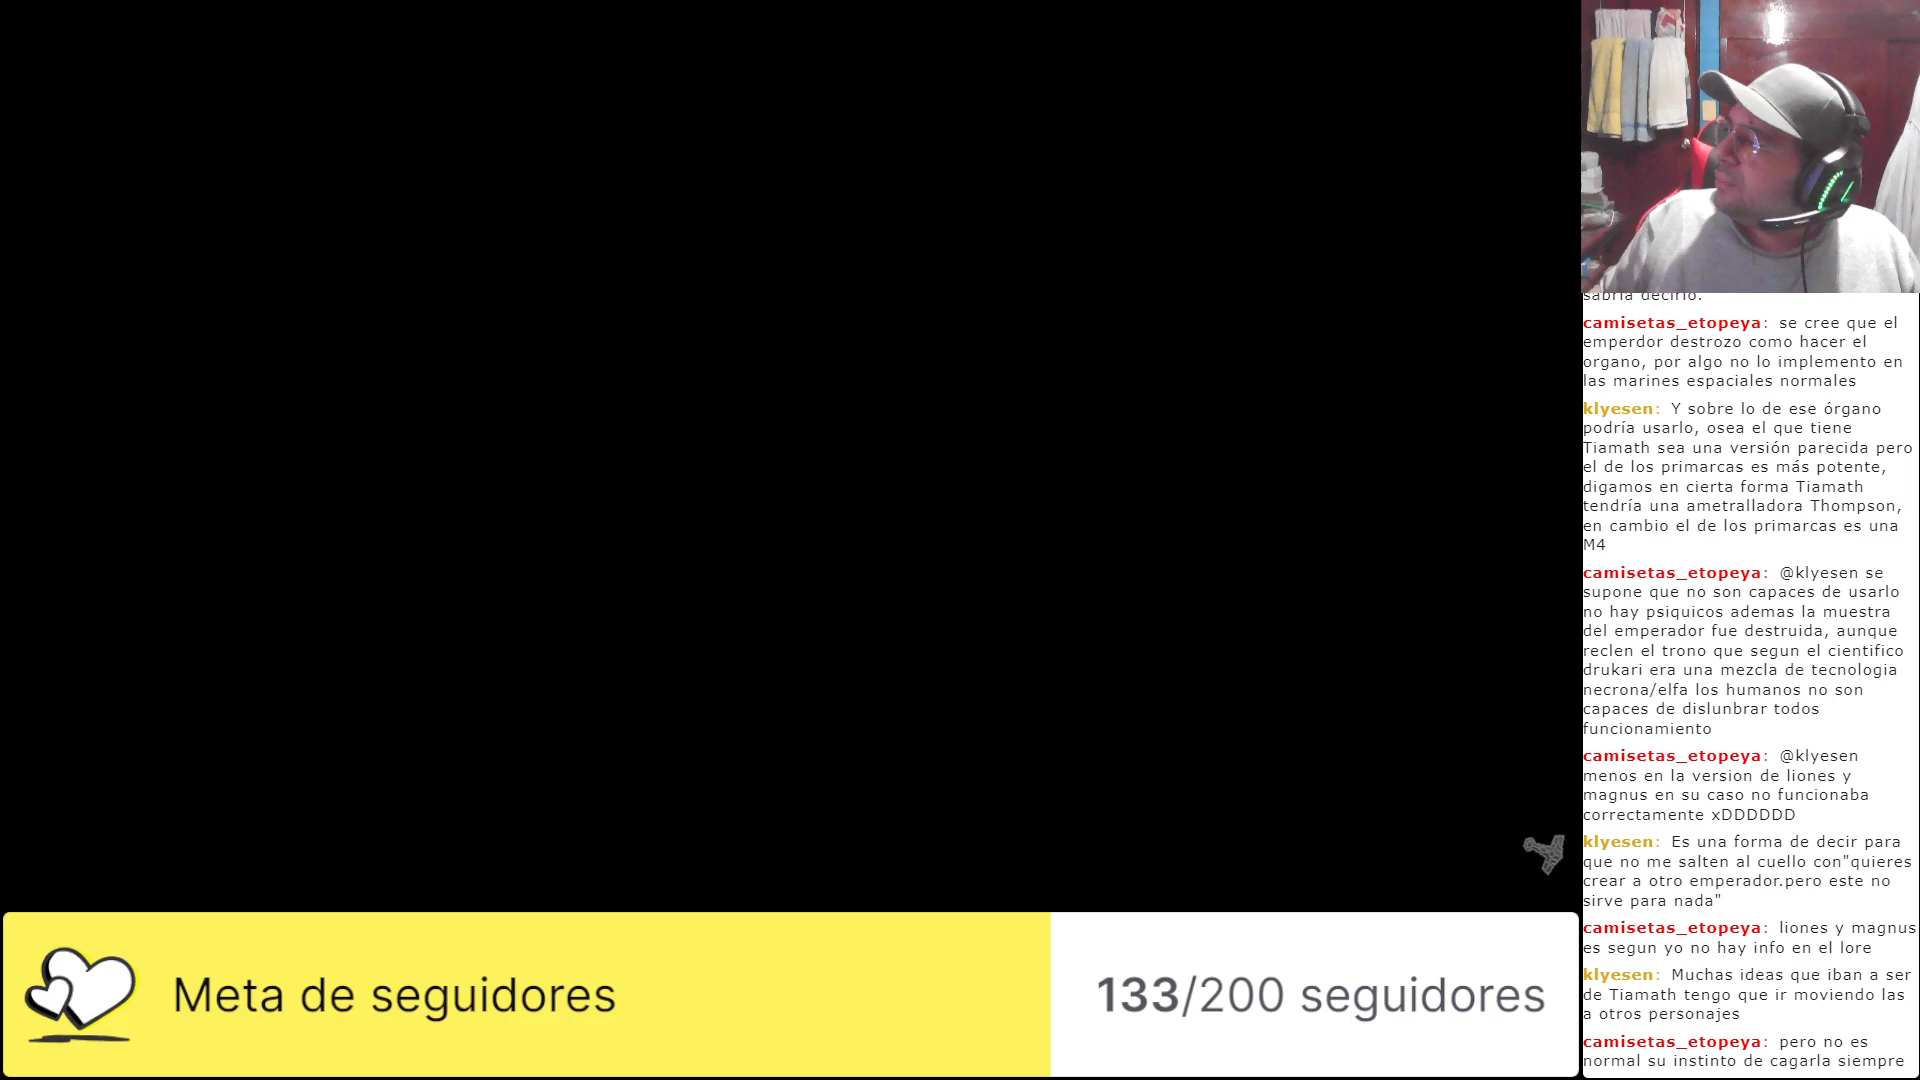 sabría decirlo.
camisetas_etopeya: se cree que el
emperdor destrozo como hacer el
organo, por algo no lo implemento en
las marines espaciales normales
klyesen: Y sobre lo de ese órgano
podría usarlo, osea el que tiene
Tiamath sea una versión parecida pero
el de los primarcas es más potente,
digamos en cierta forma Tiamath
tendría una ametralladora Thompson,
en cambio el de los primarcas es una
M4
camisetas_etopeya: @klyesen se
supone que no son capaces de usarlo
no hay psiquicos ademas la muestra
del emperador fue destruida, aunque
reclen el trono que segun el cientifico
drukari era una mezcla de tecnologia
necrona/elfa los humanos no son
capaces de dislunbrar todos
funcionamiento
camisetas_etopeya: @klyesen
menos en la version de liones y
magnus en su caso no funcionaba
correctamente xDDDDDD
klyesen: Es una forma de decir para
que no me salten al cuello con"quieres
crear a otro emperador.pero este no
sirve para nada"
camisetas_etopeya: liones y magnus
es segun yo no hay info en el lore
klyesen: Muchas ideas que iban a ser
de Tiamath tengo que ir moviendo las
a otros personajes
camisetas_etopeya: pero no es
normal su instinto de cagarla siempre
Meta de seguidores
133/200 seguidores